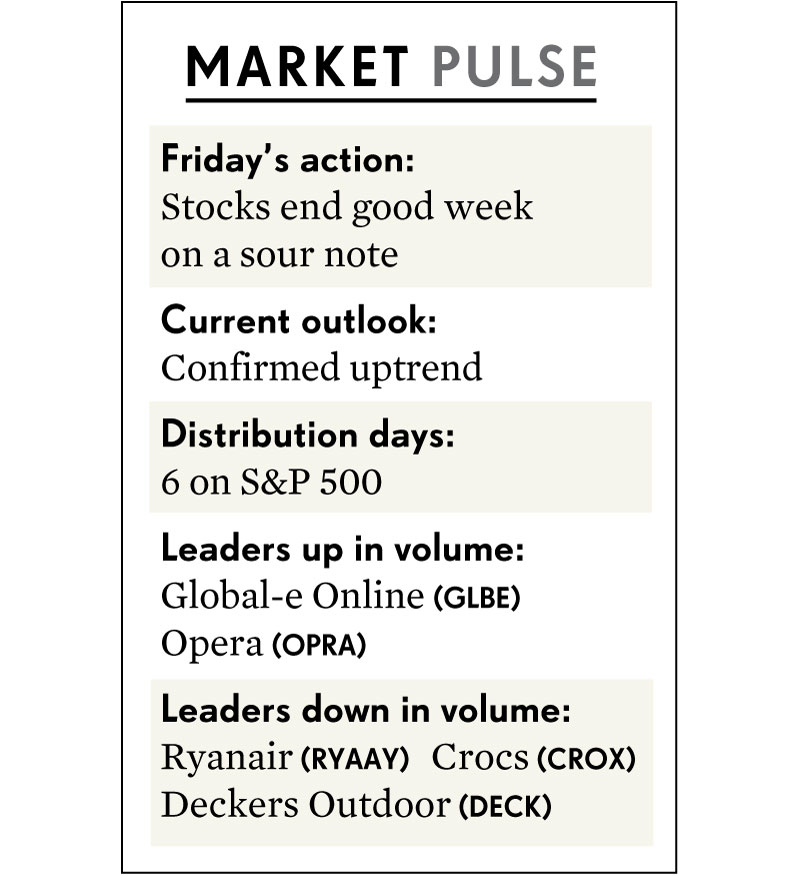 MARKET PULSE
Friday’s action:
Stocks end good week
on a sour note
Current outlook:
Confirmed uptrend
Distribution days:
6 on S&P 500
Leaders up in volume:
Global-e Online (GLBE)
Opera (OPRA)
Leaders down in volume:
Ryanair (RYAAY) Crocs (CROX)
Deckers Outdoor (DECK)